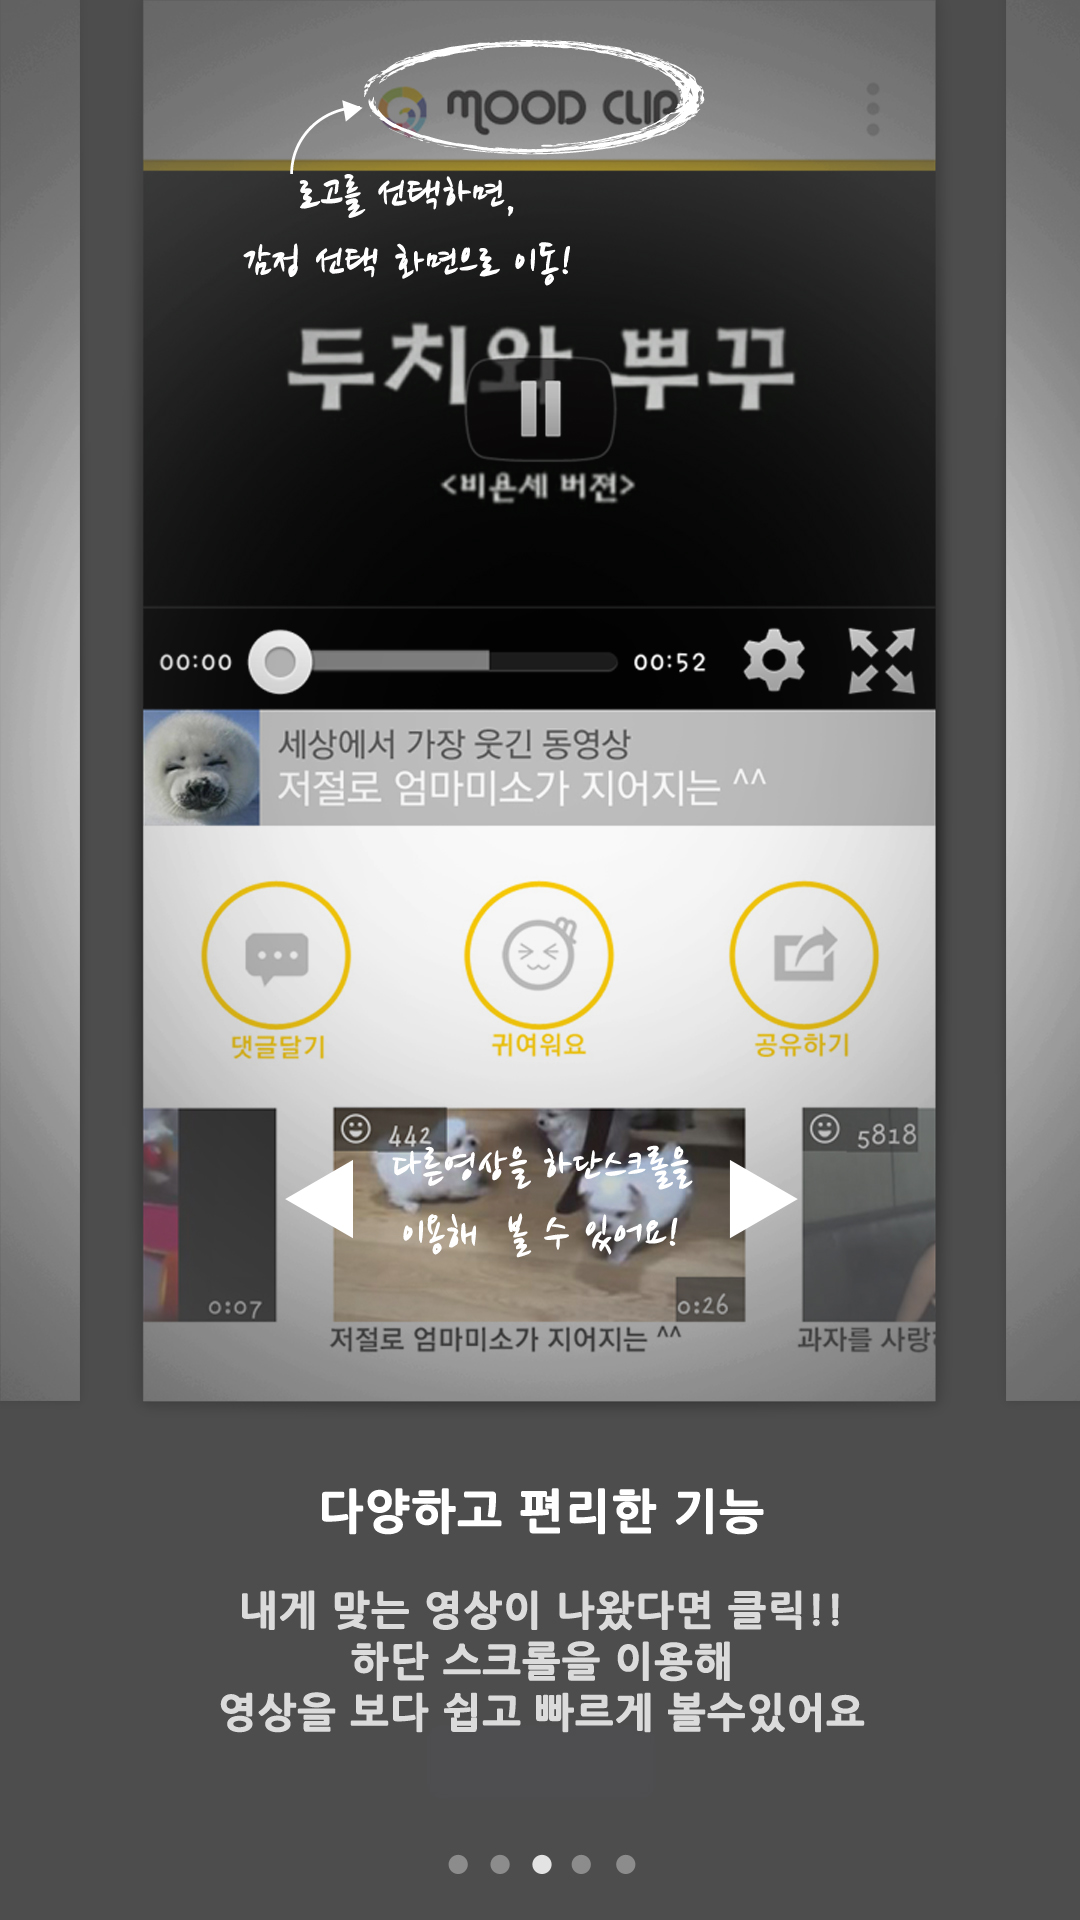 MOOD CLIP
로고를 선택하면,
감정 선택 화면으로 이동!
두치와 뿌꾸
<비욘세 버젼>
00:00
00:52
세상에서 가장 웃긴 동영상
저절로 엄마미소가 지어지는 ^^
댓글달기
귀여워요
공유하기
442
5818
다른영상을 하단스크롤을
이용해 볼 수 있어요!
0:07
0:26
저절로 엄마미소가 지어지는 ^^
과자를 사랑
다양하고 편리한 기능
내게 맞는 영상이 나왔다면 클릭!!
하단 스크롤을 이용해
영상을 보다 쉽고 빠르게 볼수있어요